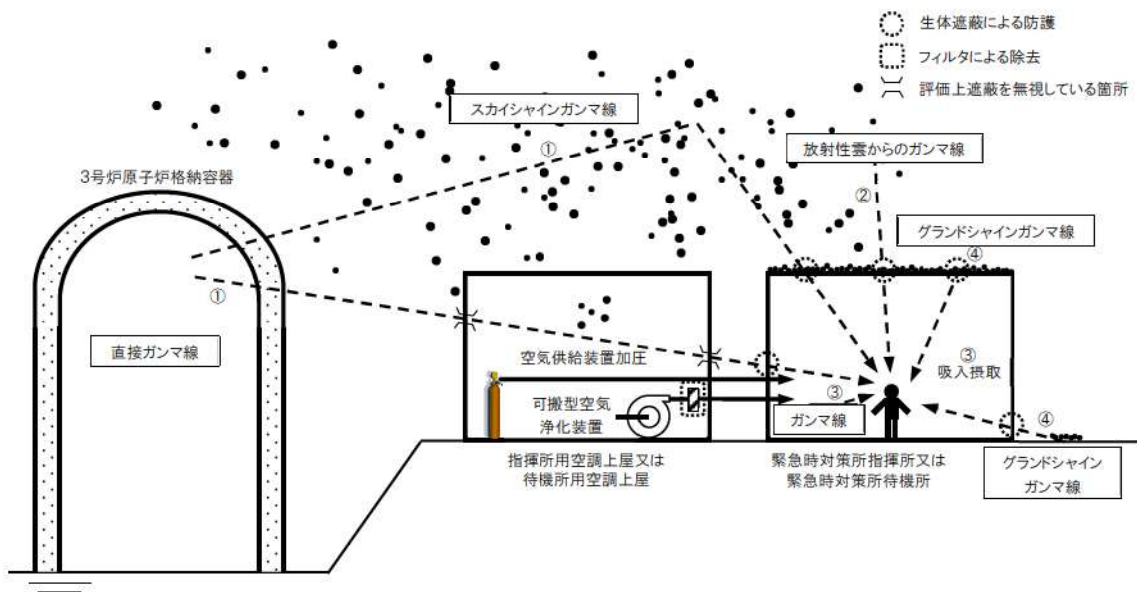 生体遮蔽による防護
フィルタによる除去
評価上遮蔽を無視している箇所
スカイシャインガンマ線
①
放射性雲からのガンマ線
②
3号炉原子炉格納容器
グランドシャインガンマ線
④
①
直接ガンマ線
空気供給装置加圧
③
吸入摂取
可搬型空気
浄化装置
③
ガンマ線
④
指揮所用空調上屋又は
待機所用空調上屋
緊急時対策所指揮所又は
緊急時対策所待機所
グランドシャイン
ガンマ線